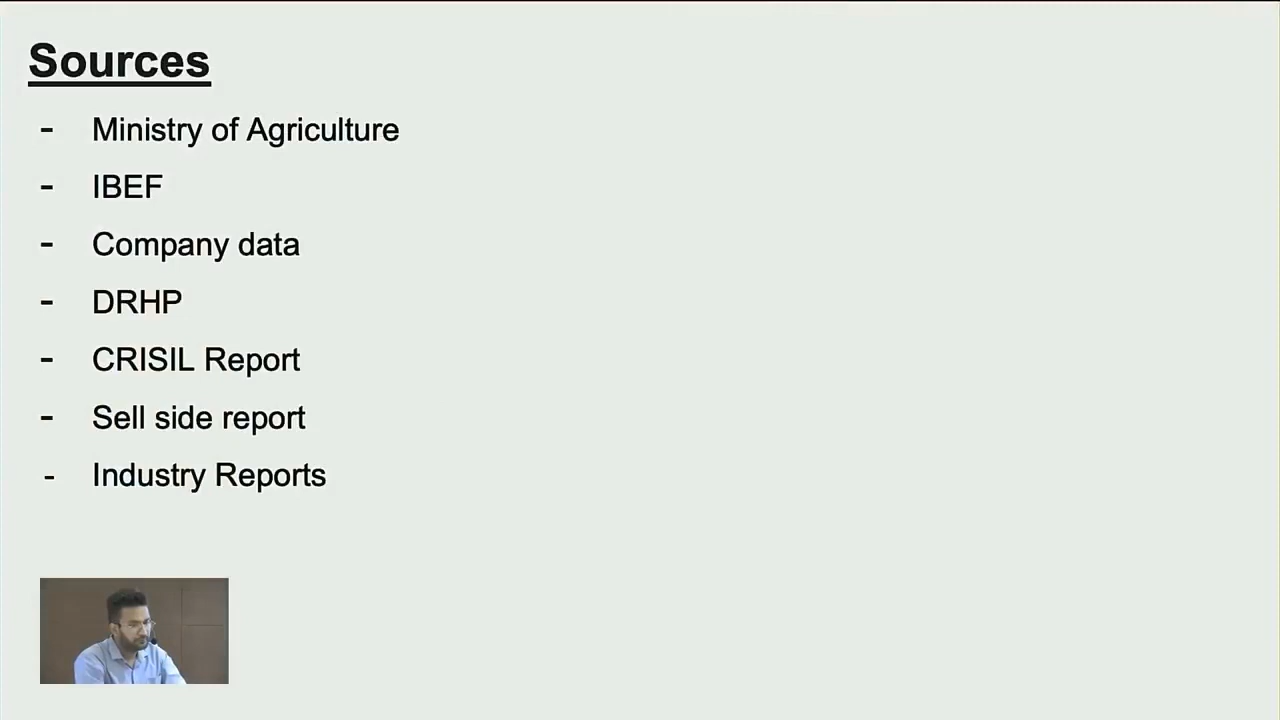 Sources
- Ministry of Agriculture
- IBEF
- Company data
- DRHP
- CRISIL Report
- Sell side report
- Industry Reports